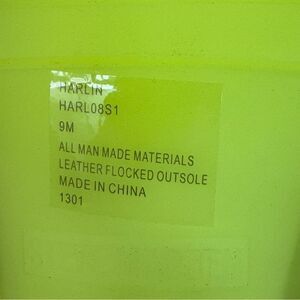 HARLIN
HARL08S1
9M
ALL MAN MADE MATERIALS
LEATHER FLOCKED OUTSOLE
MADE IN CHINA
1301